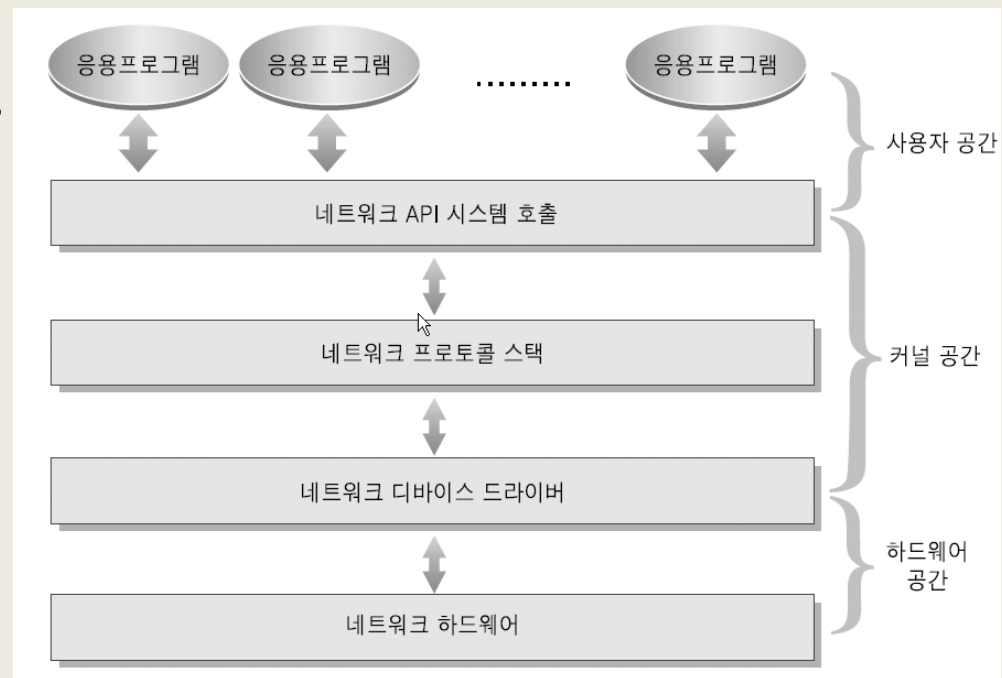 응용프로그램 응용프로그램 ......... 응용프로그램
사용자 공간
네트워크 API 시스템 호출
네트워크 프로토콜 스택
커널 공간
네트워크 디바이스 드라이버
하드웨어
공간
네트워크 하드웨어